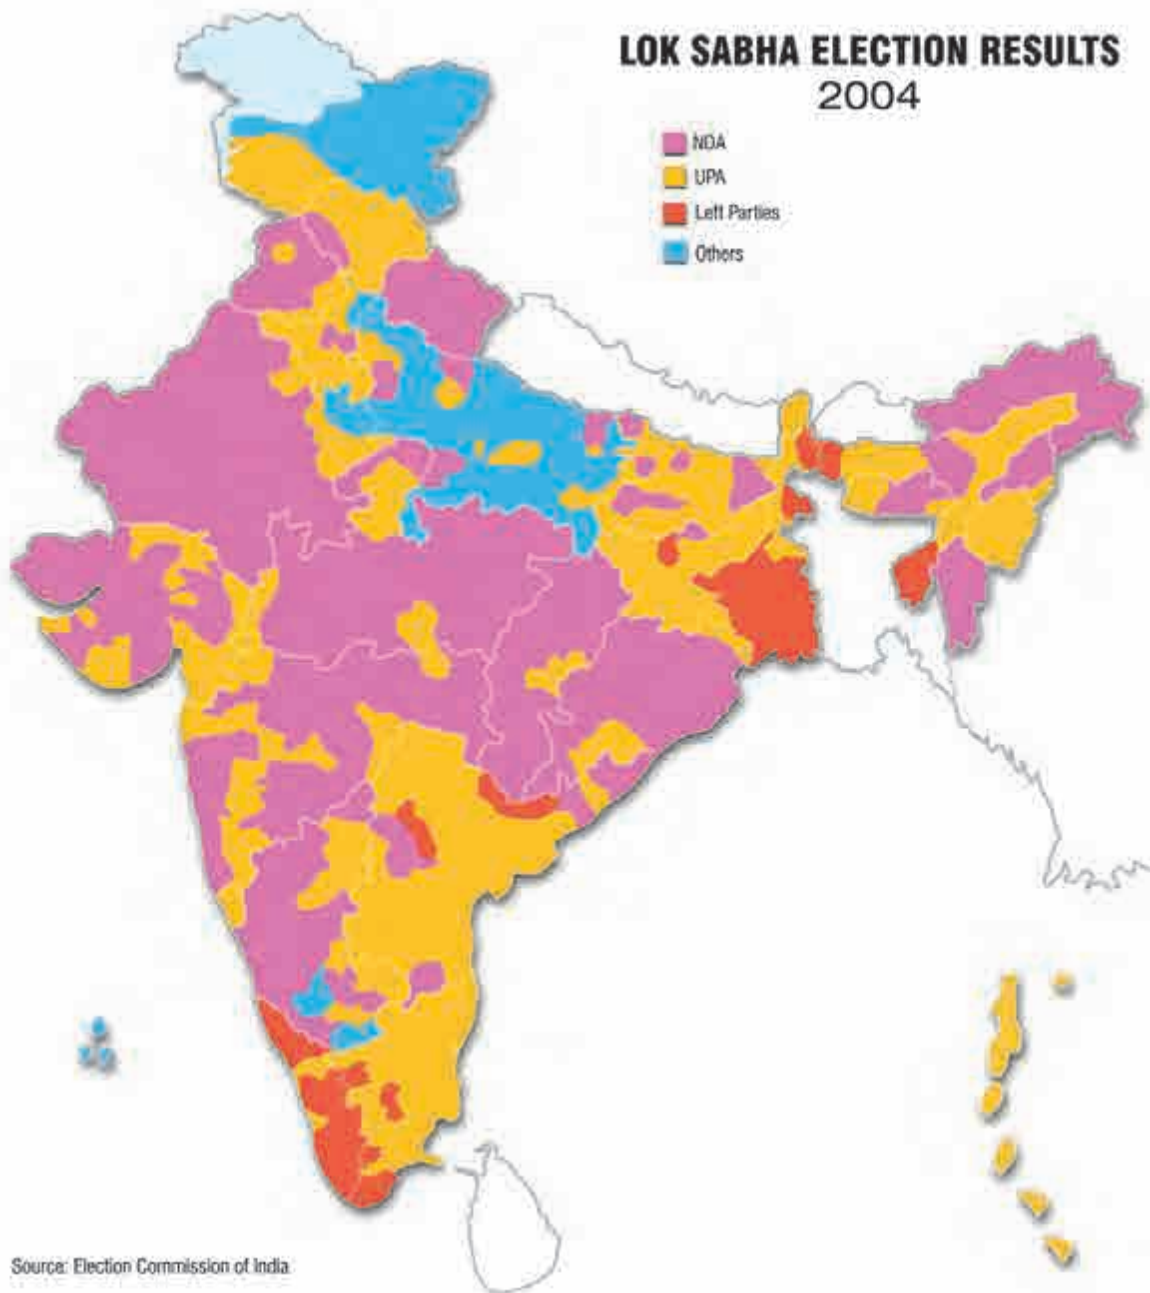 LOK SABHA ELECTION RESULTS
2004
NDA
UPA
Left Parties
Others
Source: Election Commission of India